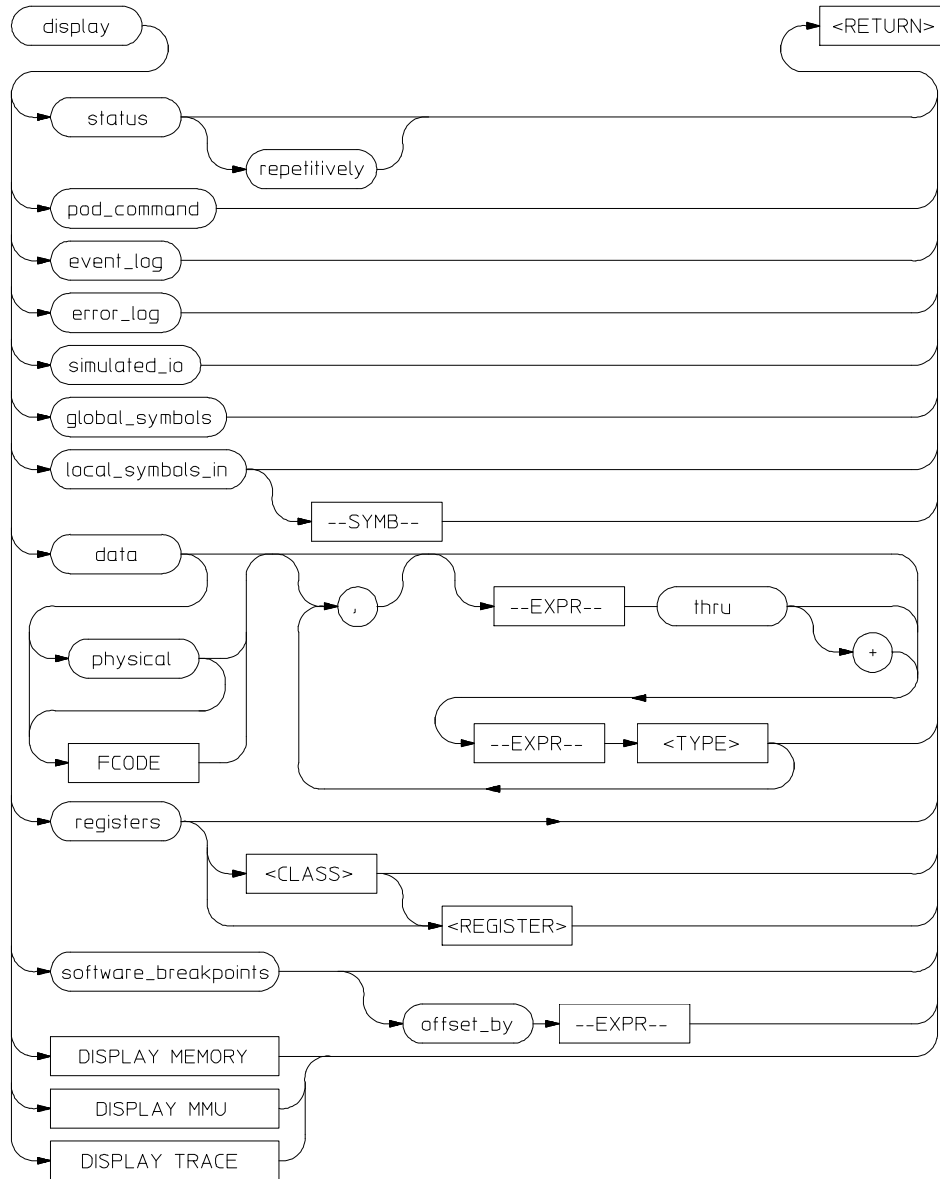 display
<RETURN>
status
repetitively
pod_command
event_log
error_log
simulated_io
global_symbols
local_symbols_in
--SYMB--
data
,
--EXPR--
thru
physical
+
--EXPR--
<TYPE>
FCODE
registers
<CLASS>
<REGISTER>
software_breakpoints
offset_by
--EXPR--
DISPLAY MEMORY
DISPLAY MMU
DISPLAY TRACE